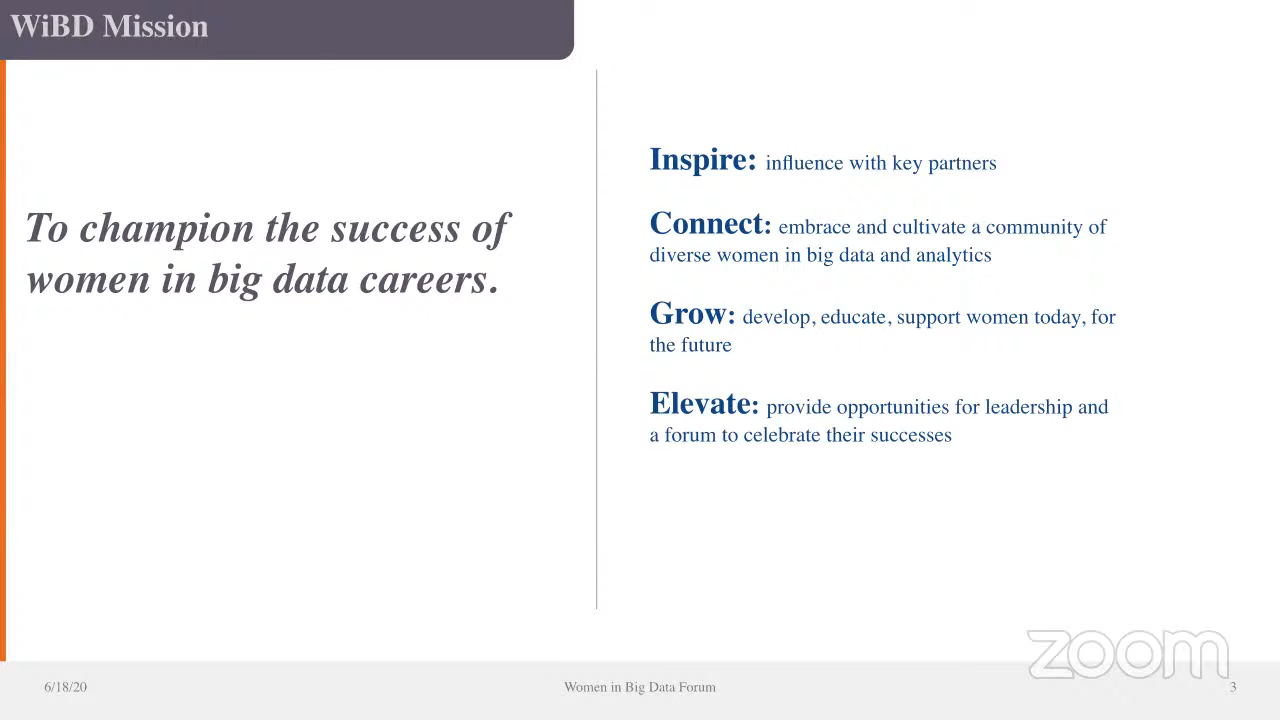 WiBD Mission
To champion the success of
women in big data careers.
Inspire: influence with key partners
Connect: embrace and cultivate a community of
diverse women in big data and analytics
Grow: develop, educate, support women today, for
the future
Elevate: provide opportunities for leadership and
a forum to celebrate their successes
zoom
6/18/20
Women in Big Data Forum
3